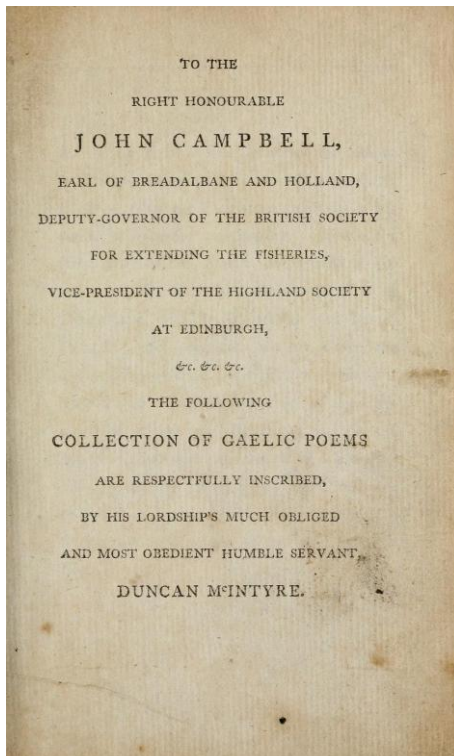 TO THE
RIGHT HONOURABLE
JOHN CAMPBELL,
EARL OF BREADALBANE AND HOLLAND,
DEPUTY-GOVERNOR OF THE BRITISH SOCIETY
FOR EXTENDING THE FISHERIES,
VICE-PRESIDENT OF THE HIGHLAND SOCIETY
AT EDINBURGH,
&c. &c. &c.
THE FOLLOWING
COLLECTION OF GAELIC POEMS
ARE RESPECTFULLY INSCRIBED,
BY HIS LORDSHIP'S MUCH OBLIGED
AND MOST OBEDIENT HUMBLE SERVANT,
DUNCAN McINTYRE.